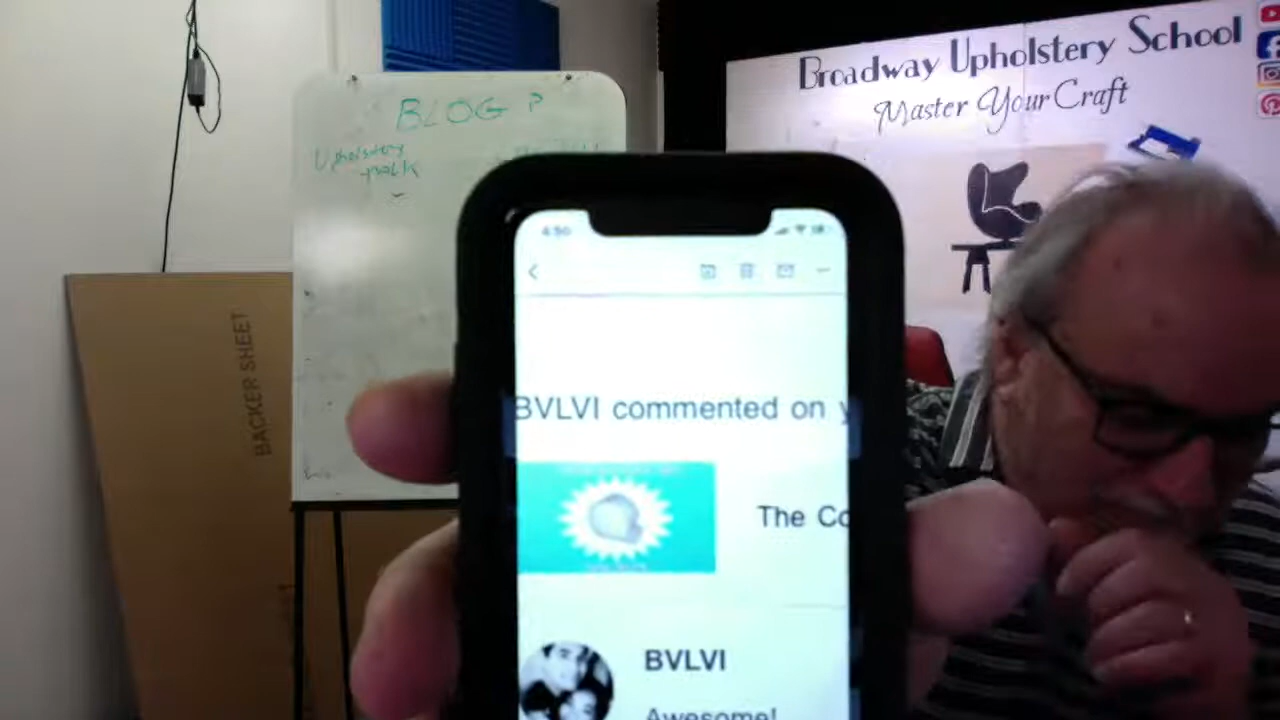 Broadway Upholstery School
Master Your Craft
BLOG ?
Upholstery
talk
BACKER SHEET
4:50
BVLVI commented on y
The Co
BVLVI
Awesome!